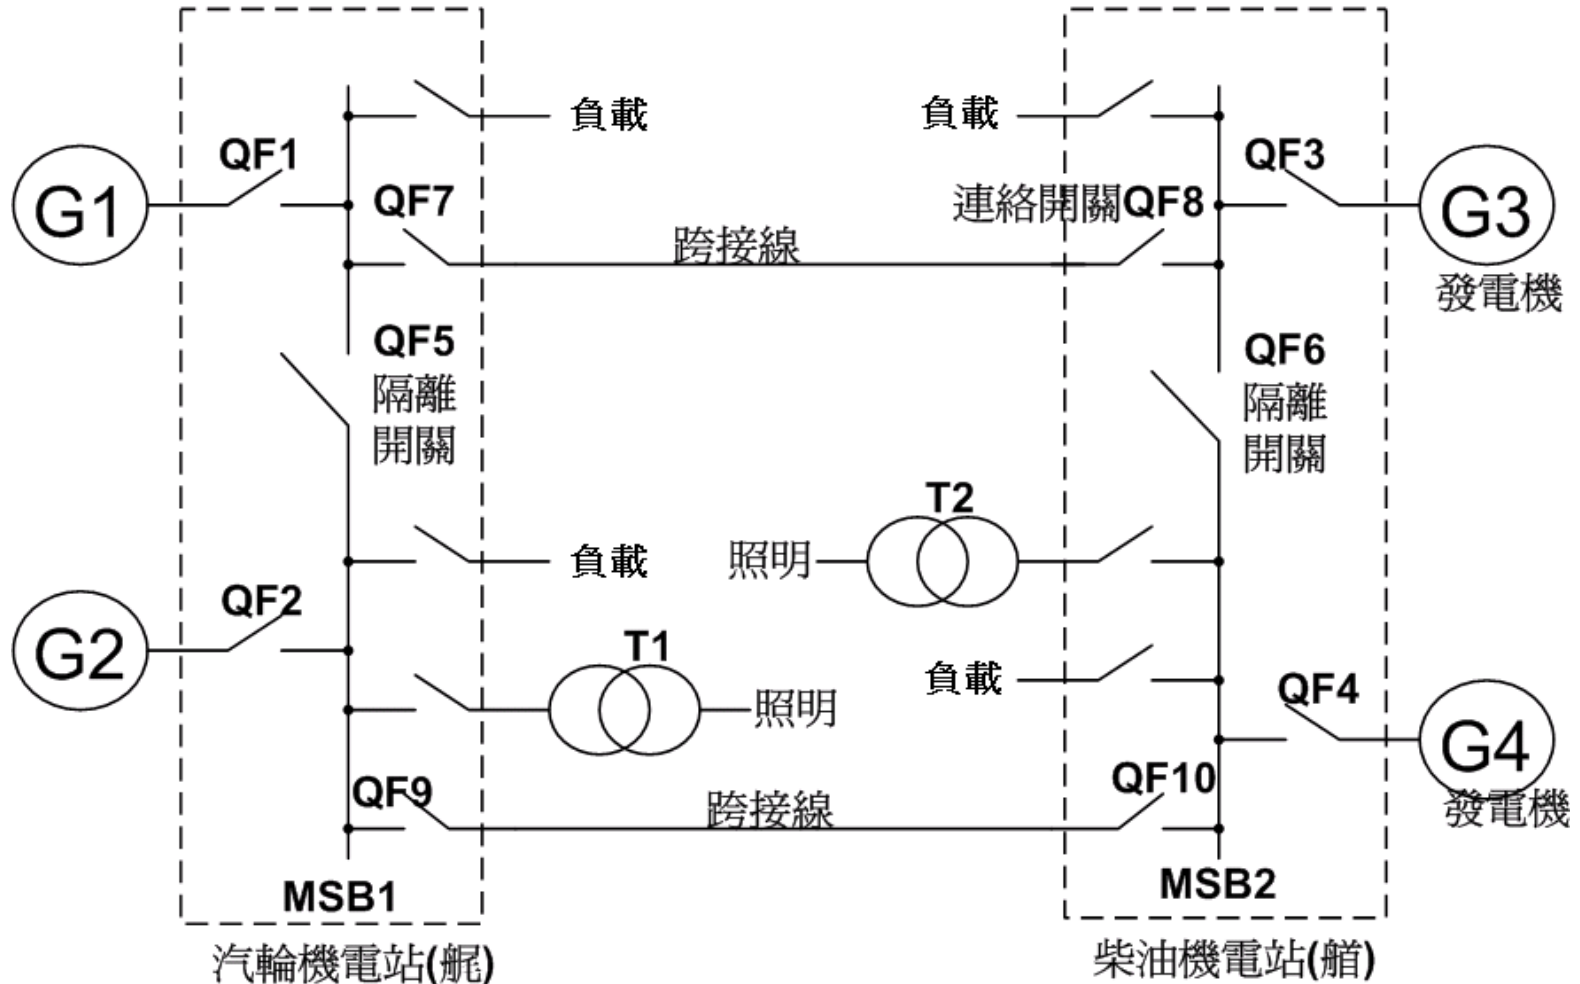 負載
負載
QF1
QF3
G1
QF7
連絡開關QF8
G3
跨接線
發電機
QF5
隔離
開關
QF6
隔離
開關
T2
負載
照明
QF2
G2
T1
照明
負載
QF4
G4
發電機
QF9
跨接線
QF10
MSB1
MSB2
汽輪機電站(艉)
柴油機電站(艏)